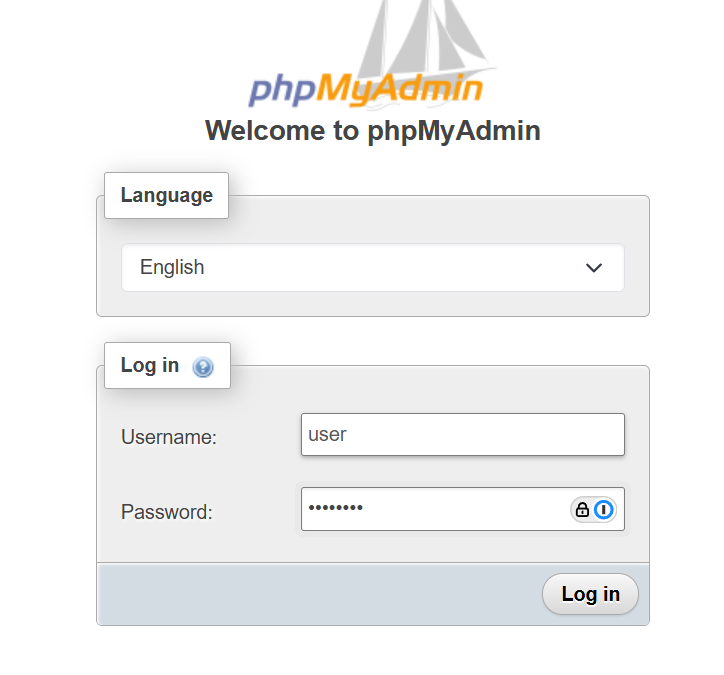 phpMyAdmin
Welcome to phpMyAdmin
Language
English
Log in
Username:
user
Password:
••••••••
Log in